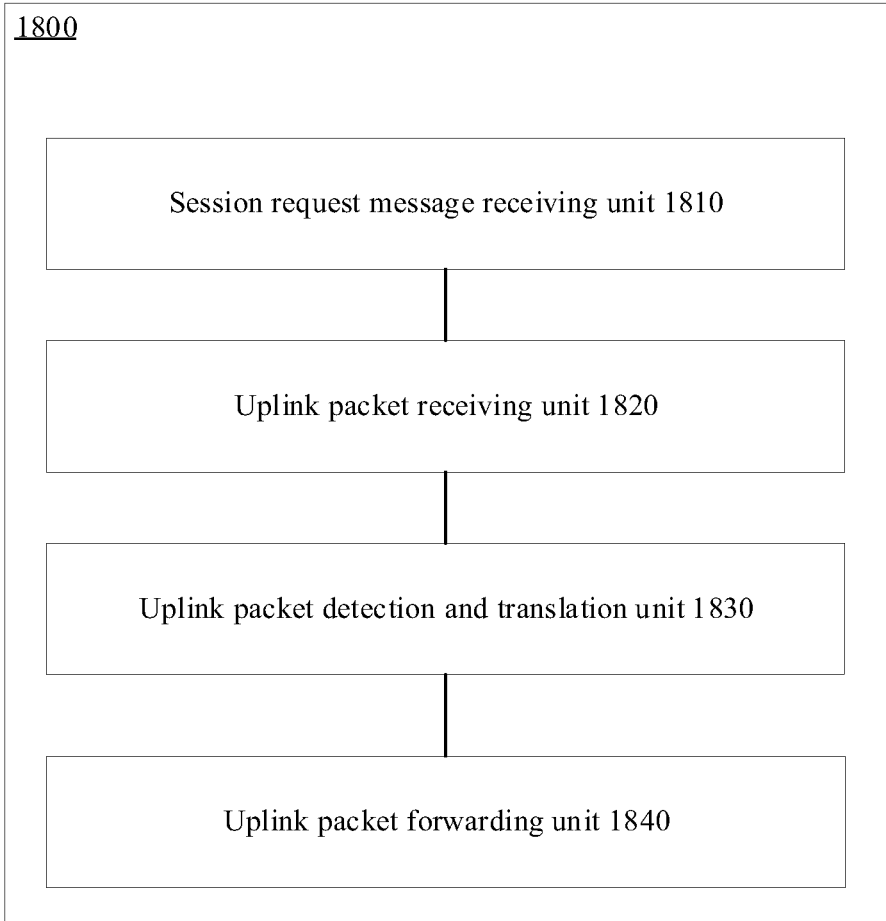 1800
Session request message receiving unit 1810
Uplink packet receiving unit 1820
Uplink packet detection and translation unit 1830
Uplink packet forwarding unit 1840